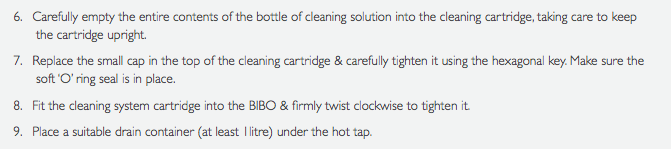 6. Carefully empty the entire contents of the bottle of cleaning solution into the cleaning cartridge, taking care to keep
the cartridge upright.
7. Replace the small cap in the top of the cleaning cartridge & carefully tighten it using the hexagonal key. Make sure the
soft 'O' ring seal is in place.
8. Fit the cleaning system cartridge into the BIBO & firmly twist clockwise to tighten it.
9. Place a suitable drain container (at least 1 litre) under the hot tap.